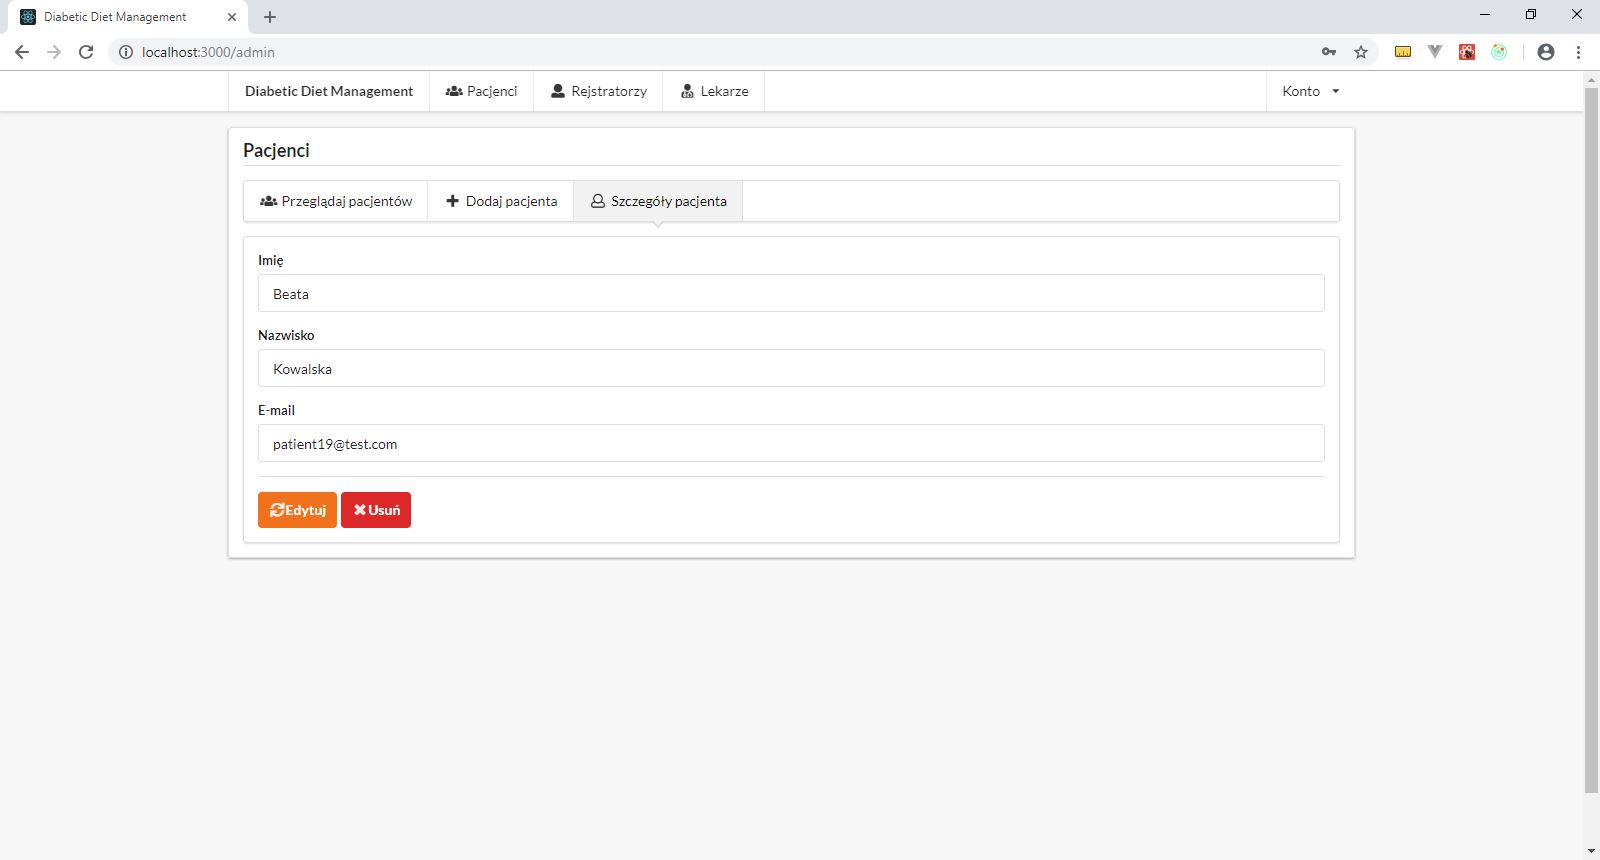 Diabetic Diet Management
localhost:3000/admin
Diabetic Diet Management Pacjenci Rejstratorzy Lekarze Konto
Pacjenci
Przeglądaj pacjentów Dodaj pacjenta Szczegóły pacjenta
Imię
Beata
Nazwisko
Kowalska
E-mail
patient19@test.com
Edytuj Usuń